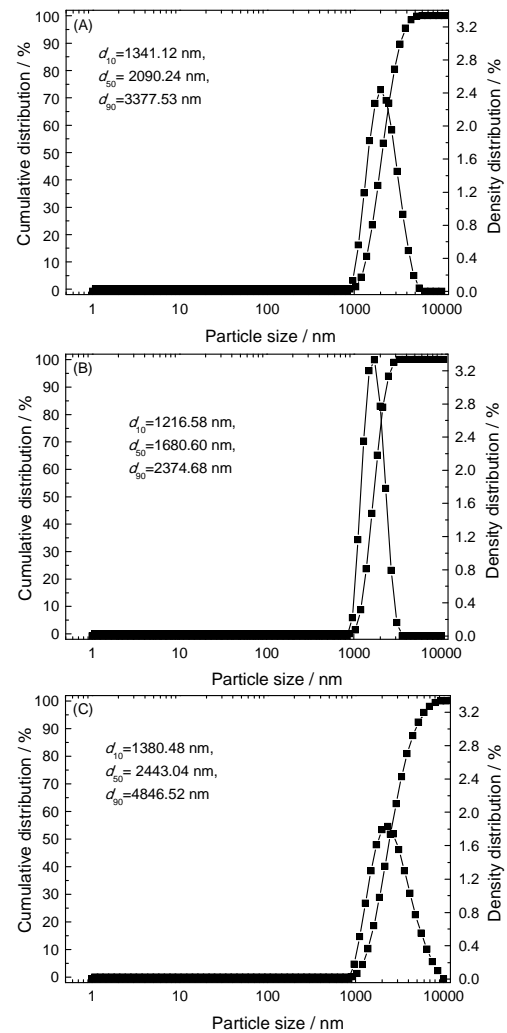 (A)
d10=1341.12 nm,
d50= 2090.24 nm,
d90=3377.53 nm
100
90
80
70
60
50
40
30
20
10
0
Cumulative distribution / %
3.2
2.8
2.4
2.0
1.6
1.2
0.8
0.4
0.0
Density distribution / %
1 10 100 1000 10000
Particle size / nm
(B)
d10=1216.58 nm,
d50=1680.60 nm,
d90=2374.68 nm
100
90
80
70
60
50
40
30
20
10
0
Cumulative distribution / %
3.2
2.8
2.4
2.0
1.6
1.2
0.8
0.4
0.0
Density distribution / %
1 10 100 1000 10000
Particle size / nm
(C)
d10=1380.48 nm,
d50= 2443.04 nm,
d90=4846.52 nm
100
90
80
70
60
50
40
30
20
10
0
Cumulative distribution / %
3.2
2.8
2.4
2.0
1.6
1.2
0.8
0.4
0.0
Density distribution / %
1 10 100 1000 10000
Particle size / nm